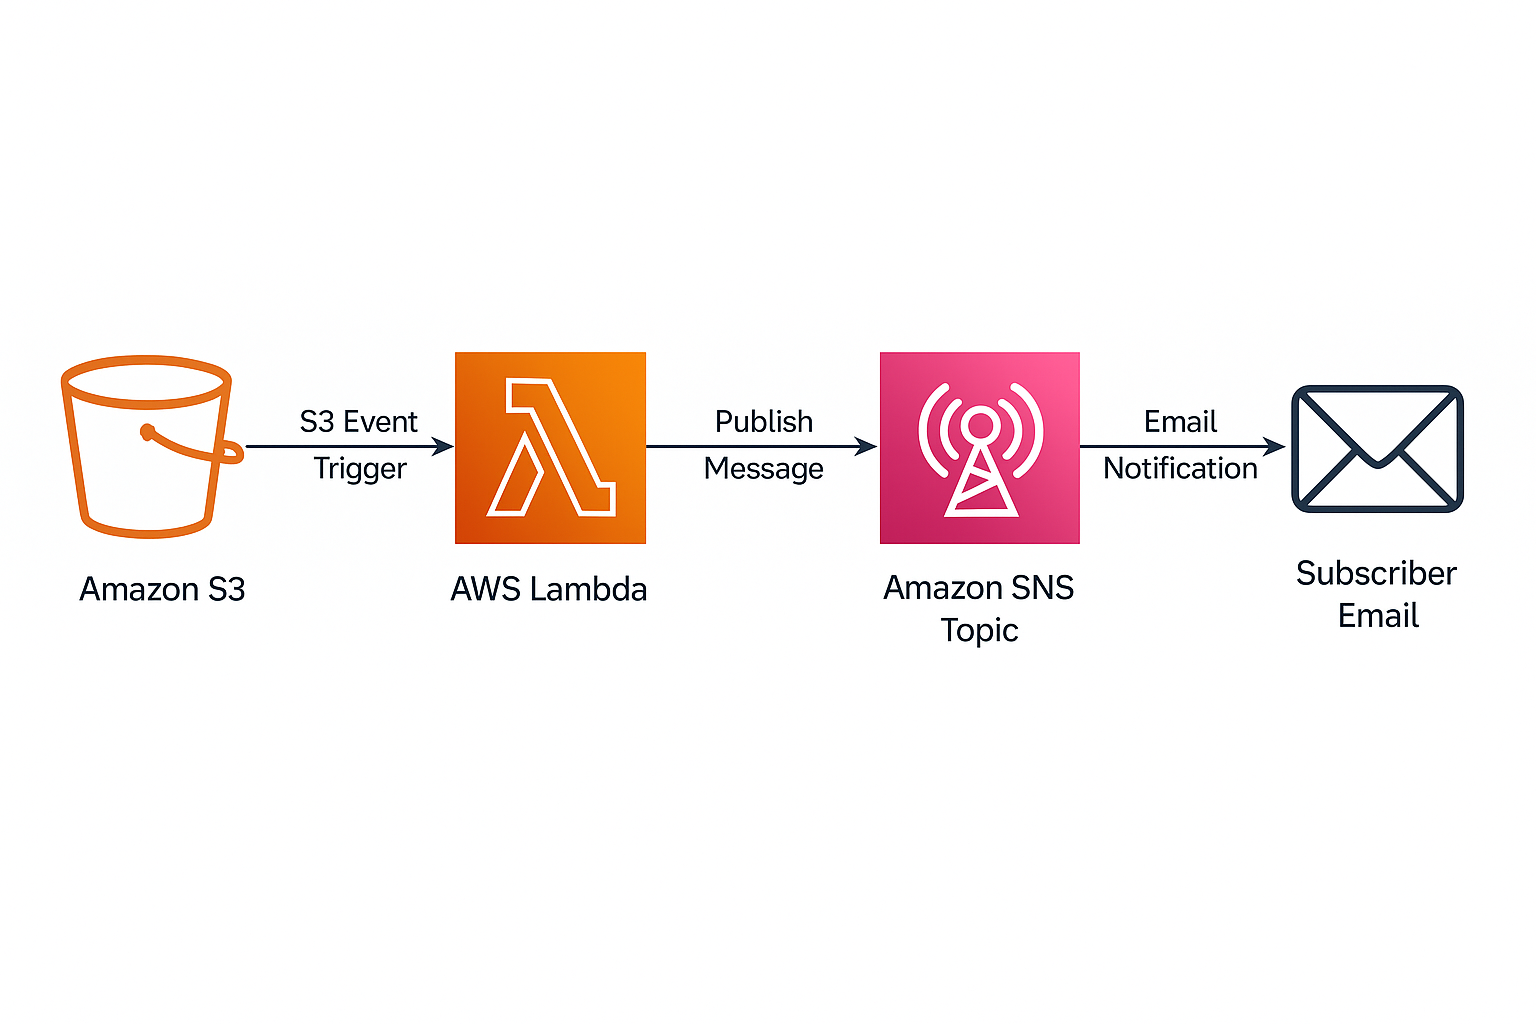 S3 Event
Trigger
Publish
Message
Email
Notification
Amazon S3
AWS Lambda
Amazon SNS
Topic
Subscriber
Email